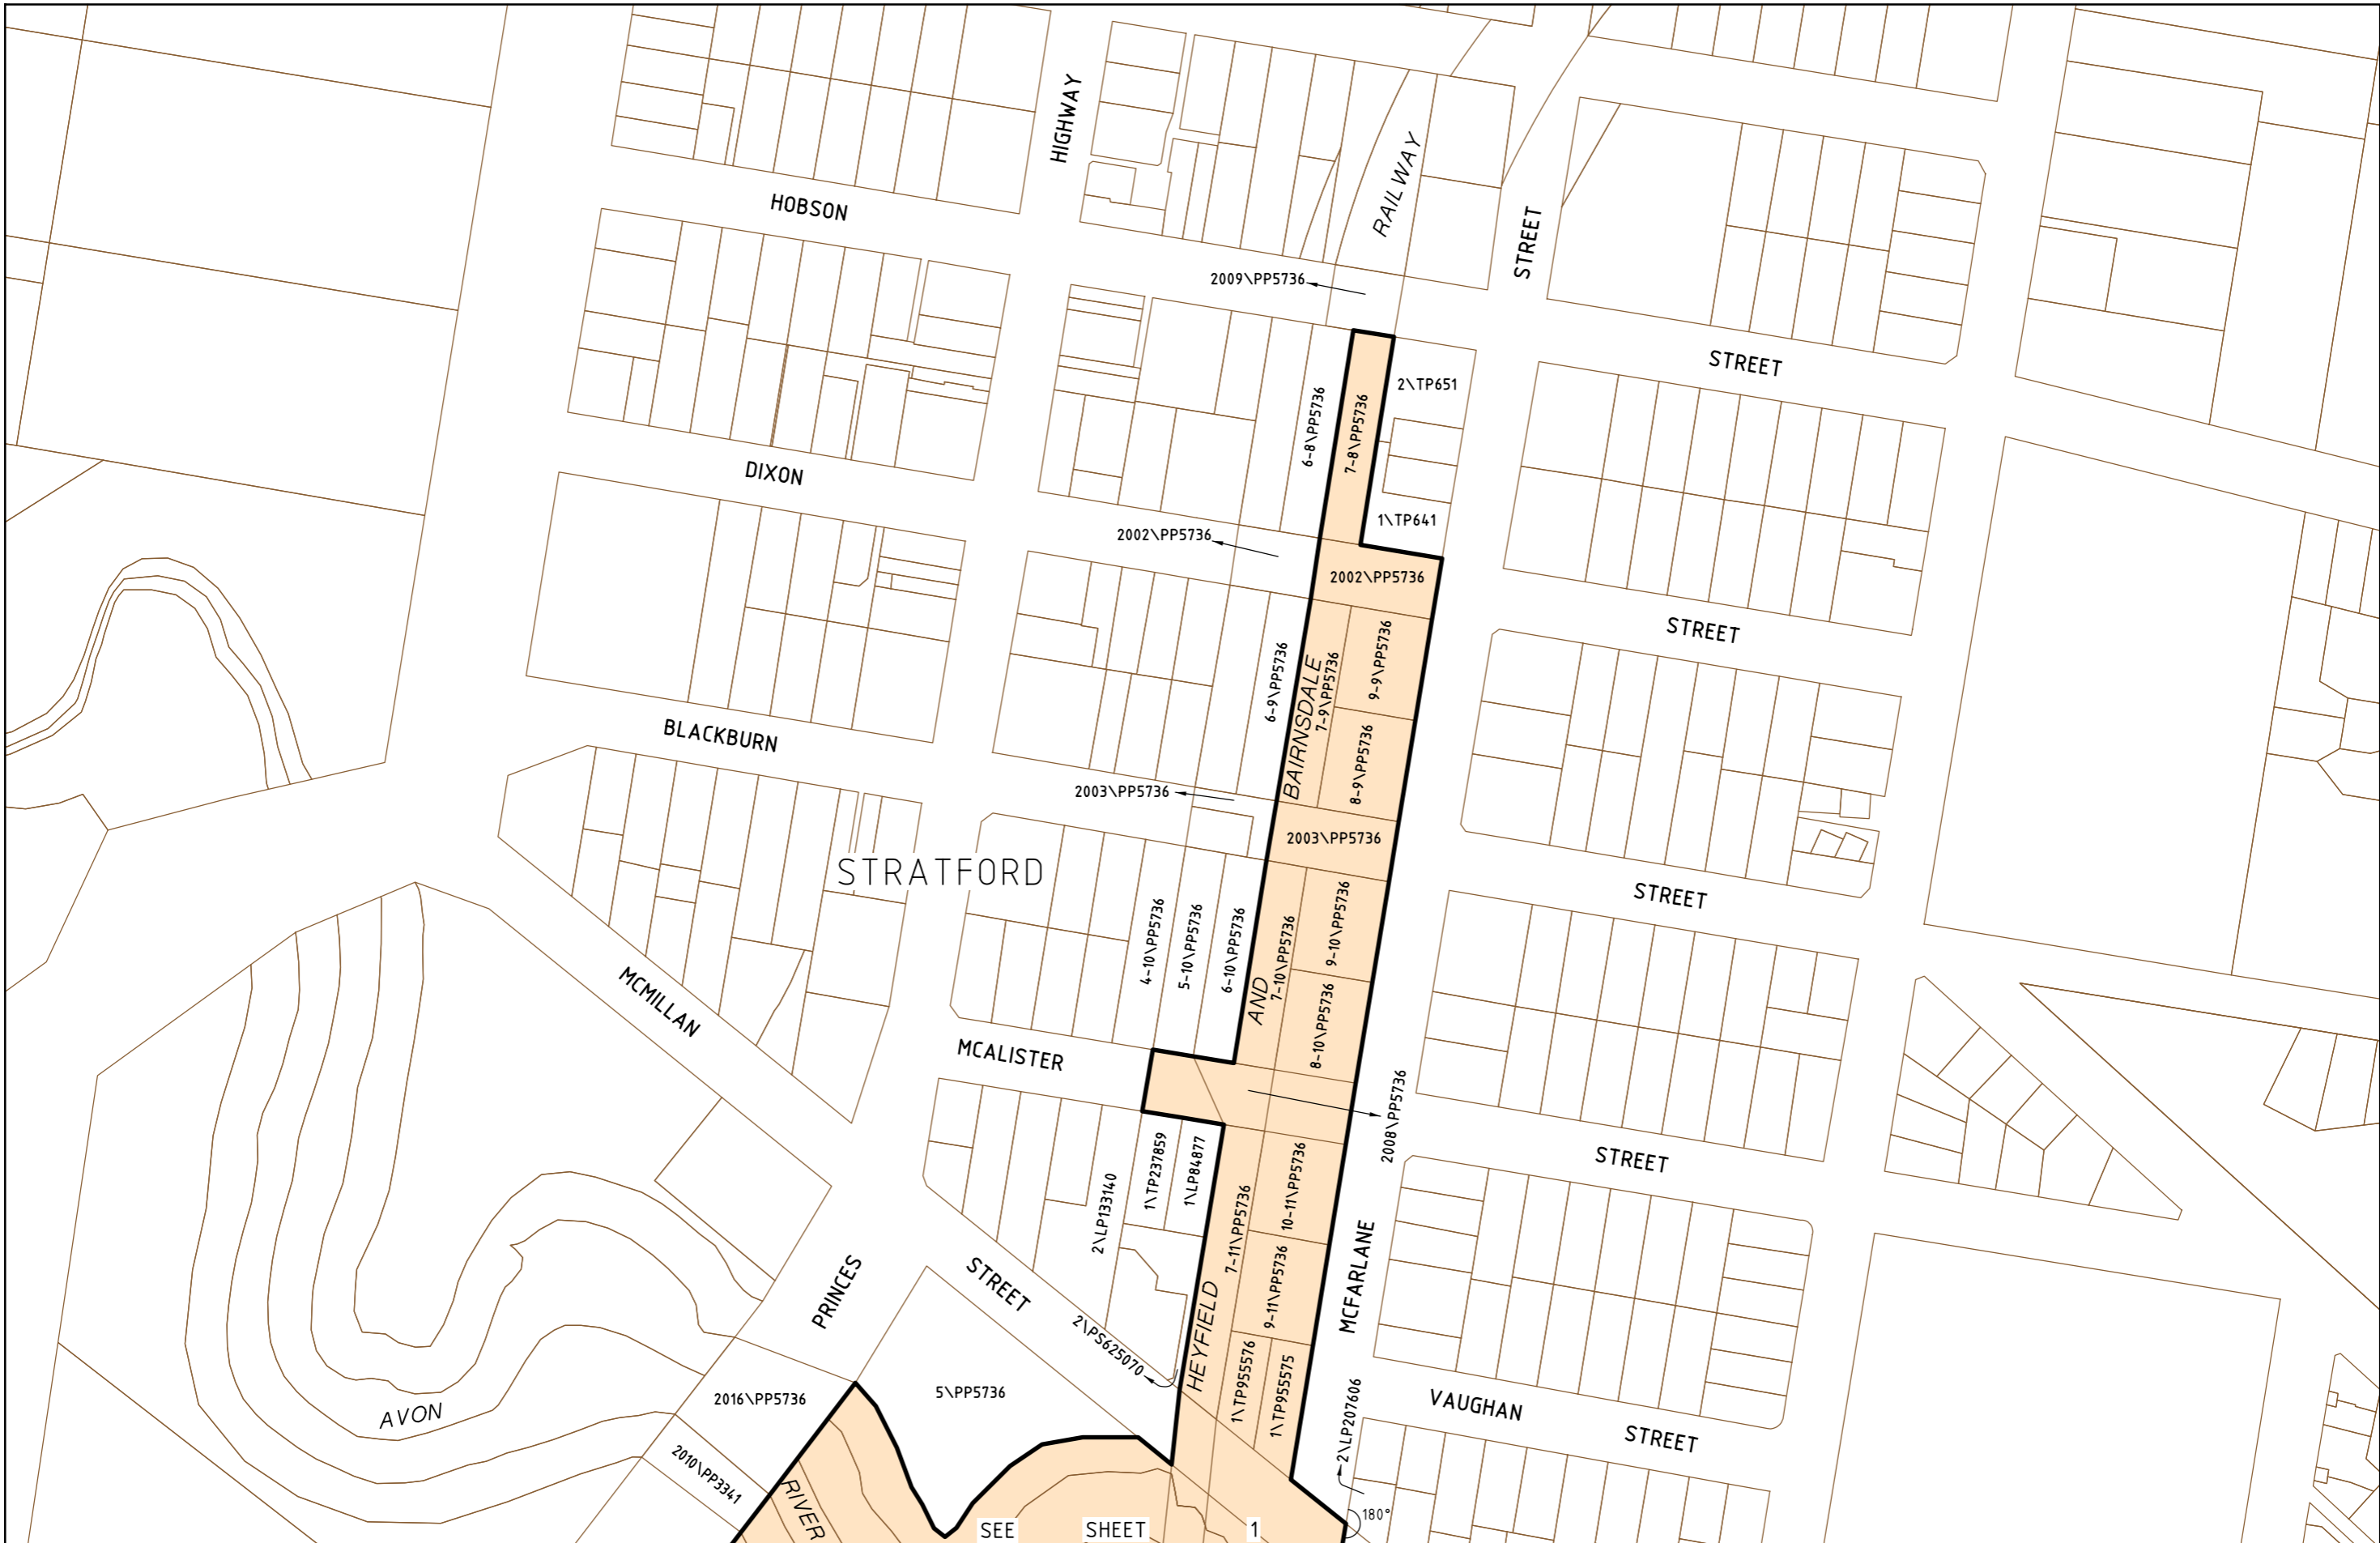 HIGHWAY
RAILWAY
HOBSON
STREET
2009\PP5736
STREET
2\TP651
6-8\PP5736
7-8\PP5736
DIXON
1\TP641
2002\PP5736
2002\PP5736
STREET
9-9\PP5736
6-9\PP5736
BAIRNSDALE
7-9\PP5736
BLACKBURN
8-9\PP5736
2003\PP5736
2003\PP5736
STRATFORD
STREET
9-10\PP5736
4-10\PP5736
5-10\PP5736
6-10\PP5736
7-10\PP5736
AND
MCMILLAN
8-10\PP5736
MCALISTER
2008\PP5736
STREET
1\TP237859
1\LP84877
10-11\PP5736
2\LP133140
7-11\PP5736
MCFARLANE
PRINCES
STREET
9-11\PP5736
HEYFIELD
2\PS625070
1\TP955576
1\TP955575
2016\PP5736
5\PP5736
AVON
VAUGHAN
STREET
2\LP207606
2010\PP3341
RIVER
180°
SEE SHEET 1